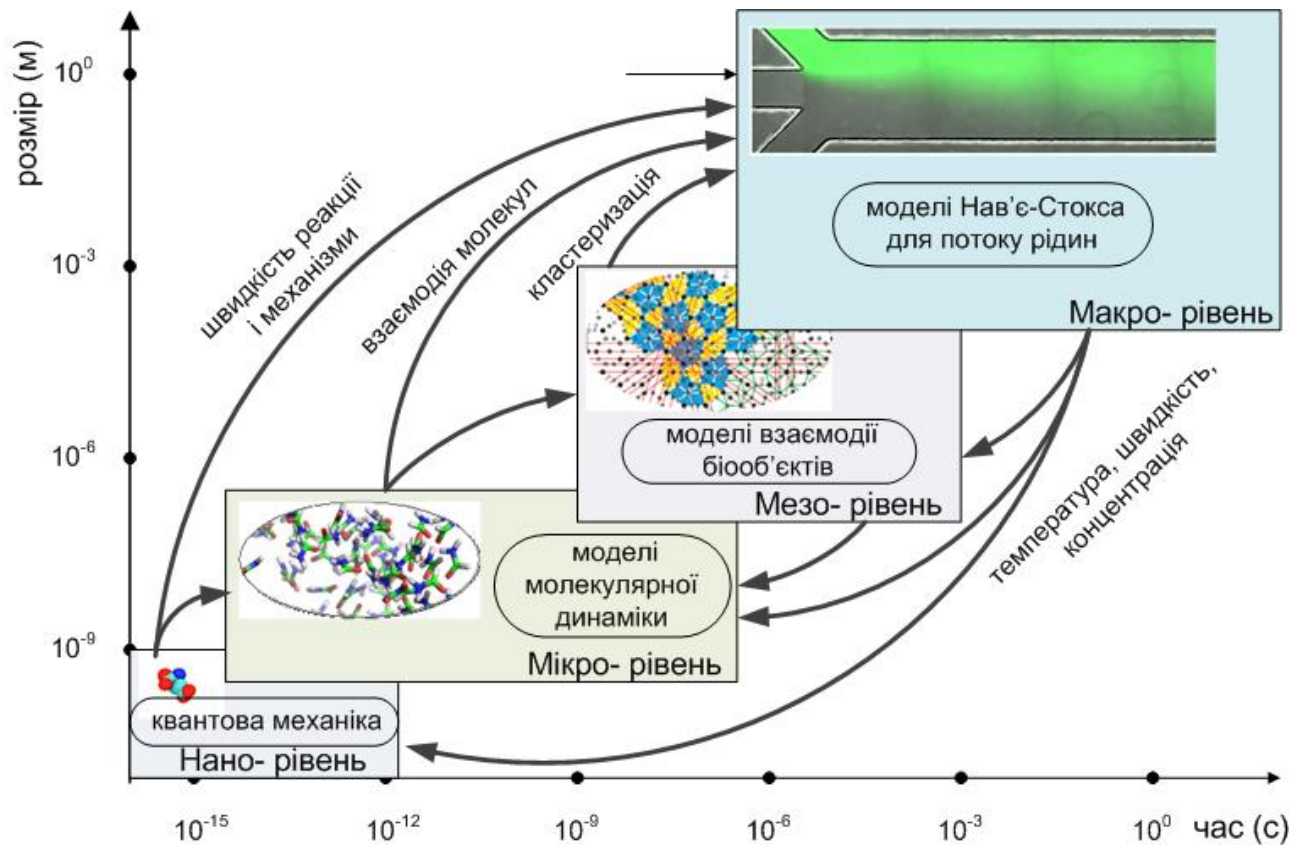 розмір (м)
10⁰
10⁻³
10⁻⁶
10⁻⁹
швидкість реакції
і механізми
взаємодія молекул
кластеризація
моделі Нав’є-Стокса
для потоку рідин
Макро- рівень
моделі взаємодії
біооб’єктів
Мезо- рівень
температура, швидкість,
концентрація
моделі
молекулярної
динаміки
Мікро- рівень
квантова механіка
Нано- рівень
10⁻¹⁵
10⁻¹²
10⁻⁹
10⁻⁶
10⁻³
10⁰
час (с)